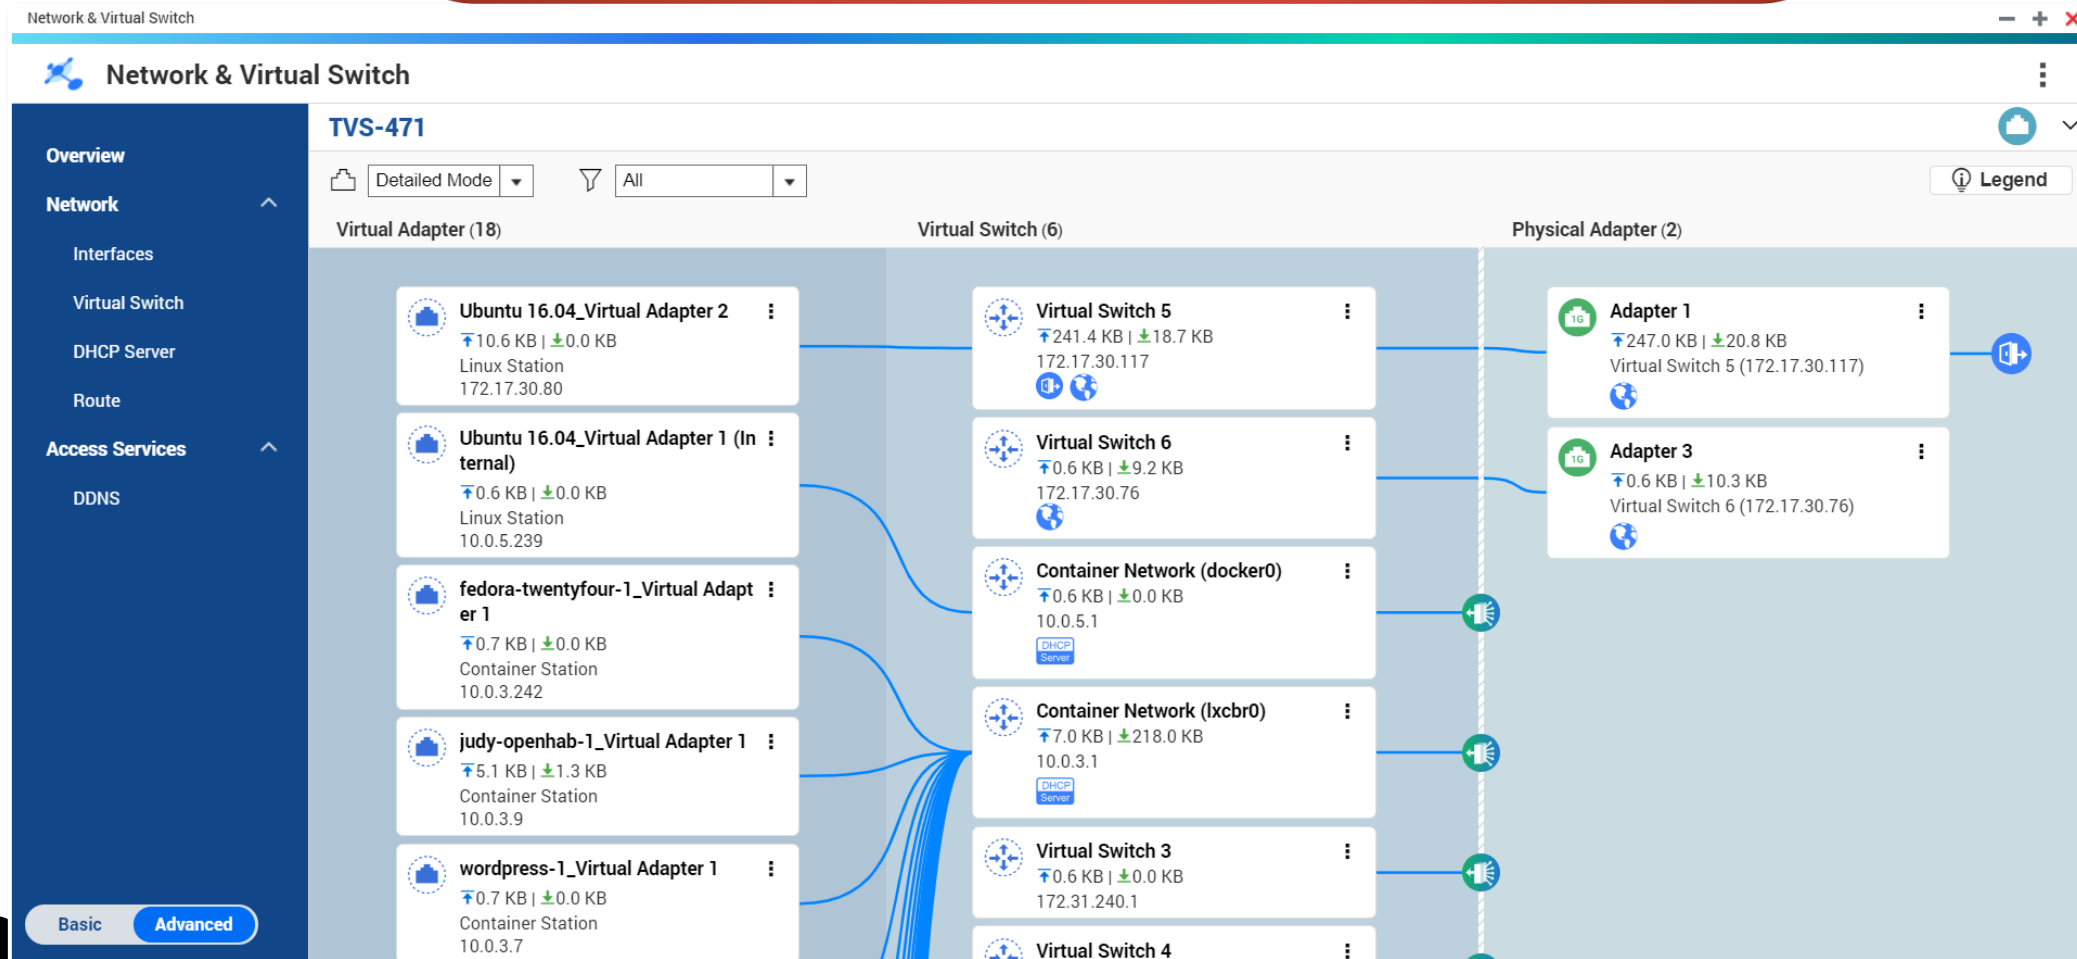 Network & Virtual Switch
Network & Virtual Switch
TVS-471
Overview
Network
Interfaces
Virtual Switch
DHCP Server
Route
Access Services
DDNS
Basic
Advanced
Detailed Mode
All
Legend
Virtual Adapter (18)
Virtual Switch (6)
Physical Adapter (2)
Ubuntu 16.04_Virtual Adapter 2
10.6 KB | 0.0 KB
Linux Station
172.17.30.80
Ubuntu 16.04_Virtual Adapter 1 (In
ternal)
0.6 KB | 0.0 KB
Linux Station
10.0.5.239
fedora-twentyfour-1_Virtual Adapt
er 1
0.7 KB | 0.0 KB
Container Station
10.0.3.242
judy-openhab-1_Virtual Adapter 1
5.1 KB | 1.3 KB
Container Station
10.0.3.9
wordpress-1_Virtual Adapter 1
0.7 KB | 0.0 KB
Container Station
10.0.3.7
Virtual Switch 5
241.4 KB | 18.7 KB
172.17.30.117
Virtual Switch 6
0.6 KB | 9.2 KB
172.17.30.76
Container Network (docker0)
0.6 KB | 0.0 KB
10.0.5.1
DHCP
Server
Container Network (lxcbr0)
7.0 KB | 218.0 KB
10.0.3.1
DHCP
Server
Virtual Switch 3
0.6 KB | 0.0 KB
172.31.240.1
Virtual Switch 4
1G
Adapter 1
247.0 KB | 20.8 KB
Virtual Switch 5 (172.17.30.117)
1G
Adapter 3
0.6 KB | 10.3 KB
Virtual Switch 6 (172.17.30.76)